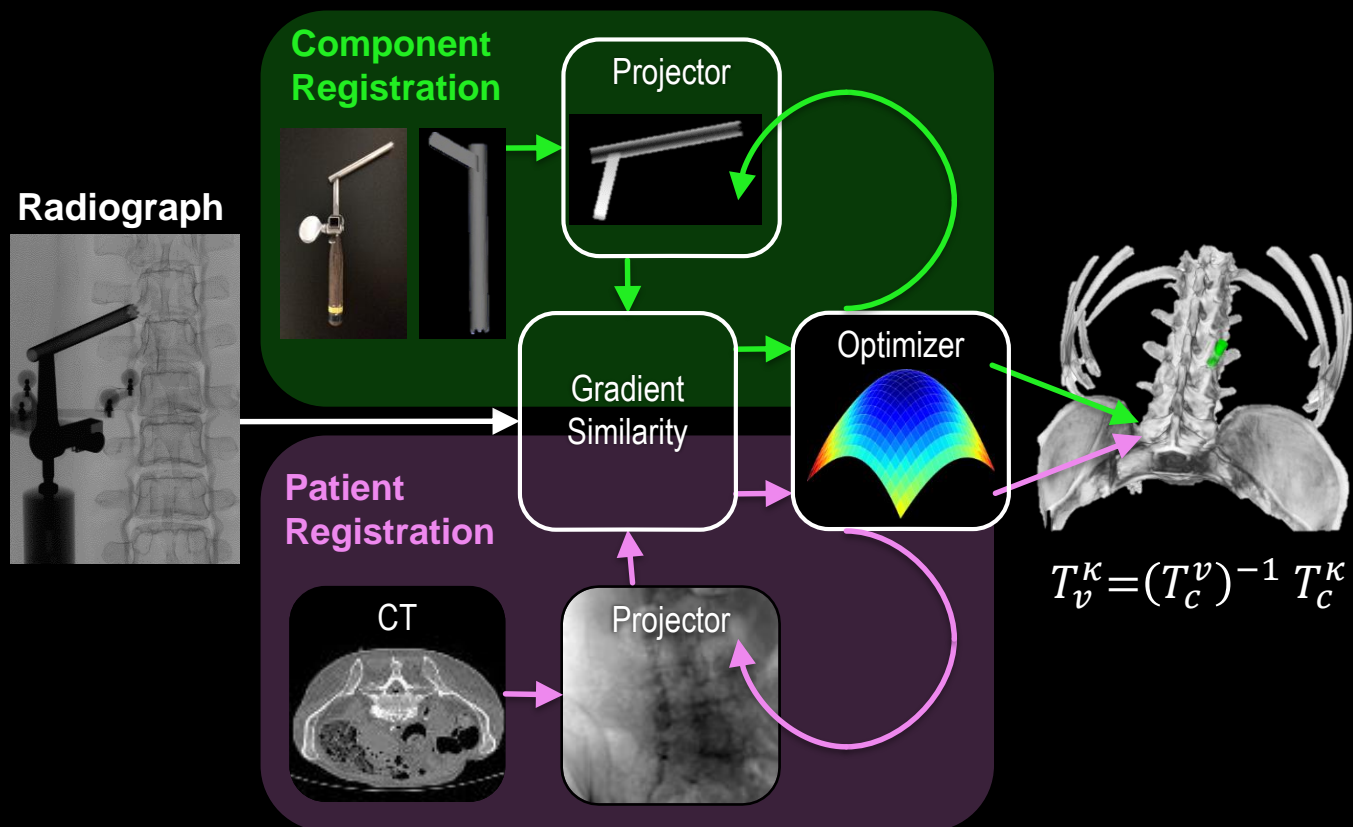 Component
Registration
Projector
Radiograph
Optimizer
Gradient
Similarity
Patient
Registration
CT
Projector
T_v^κ=(T_c^v)^{-1} T_c^κ